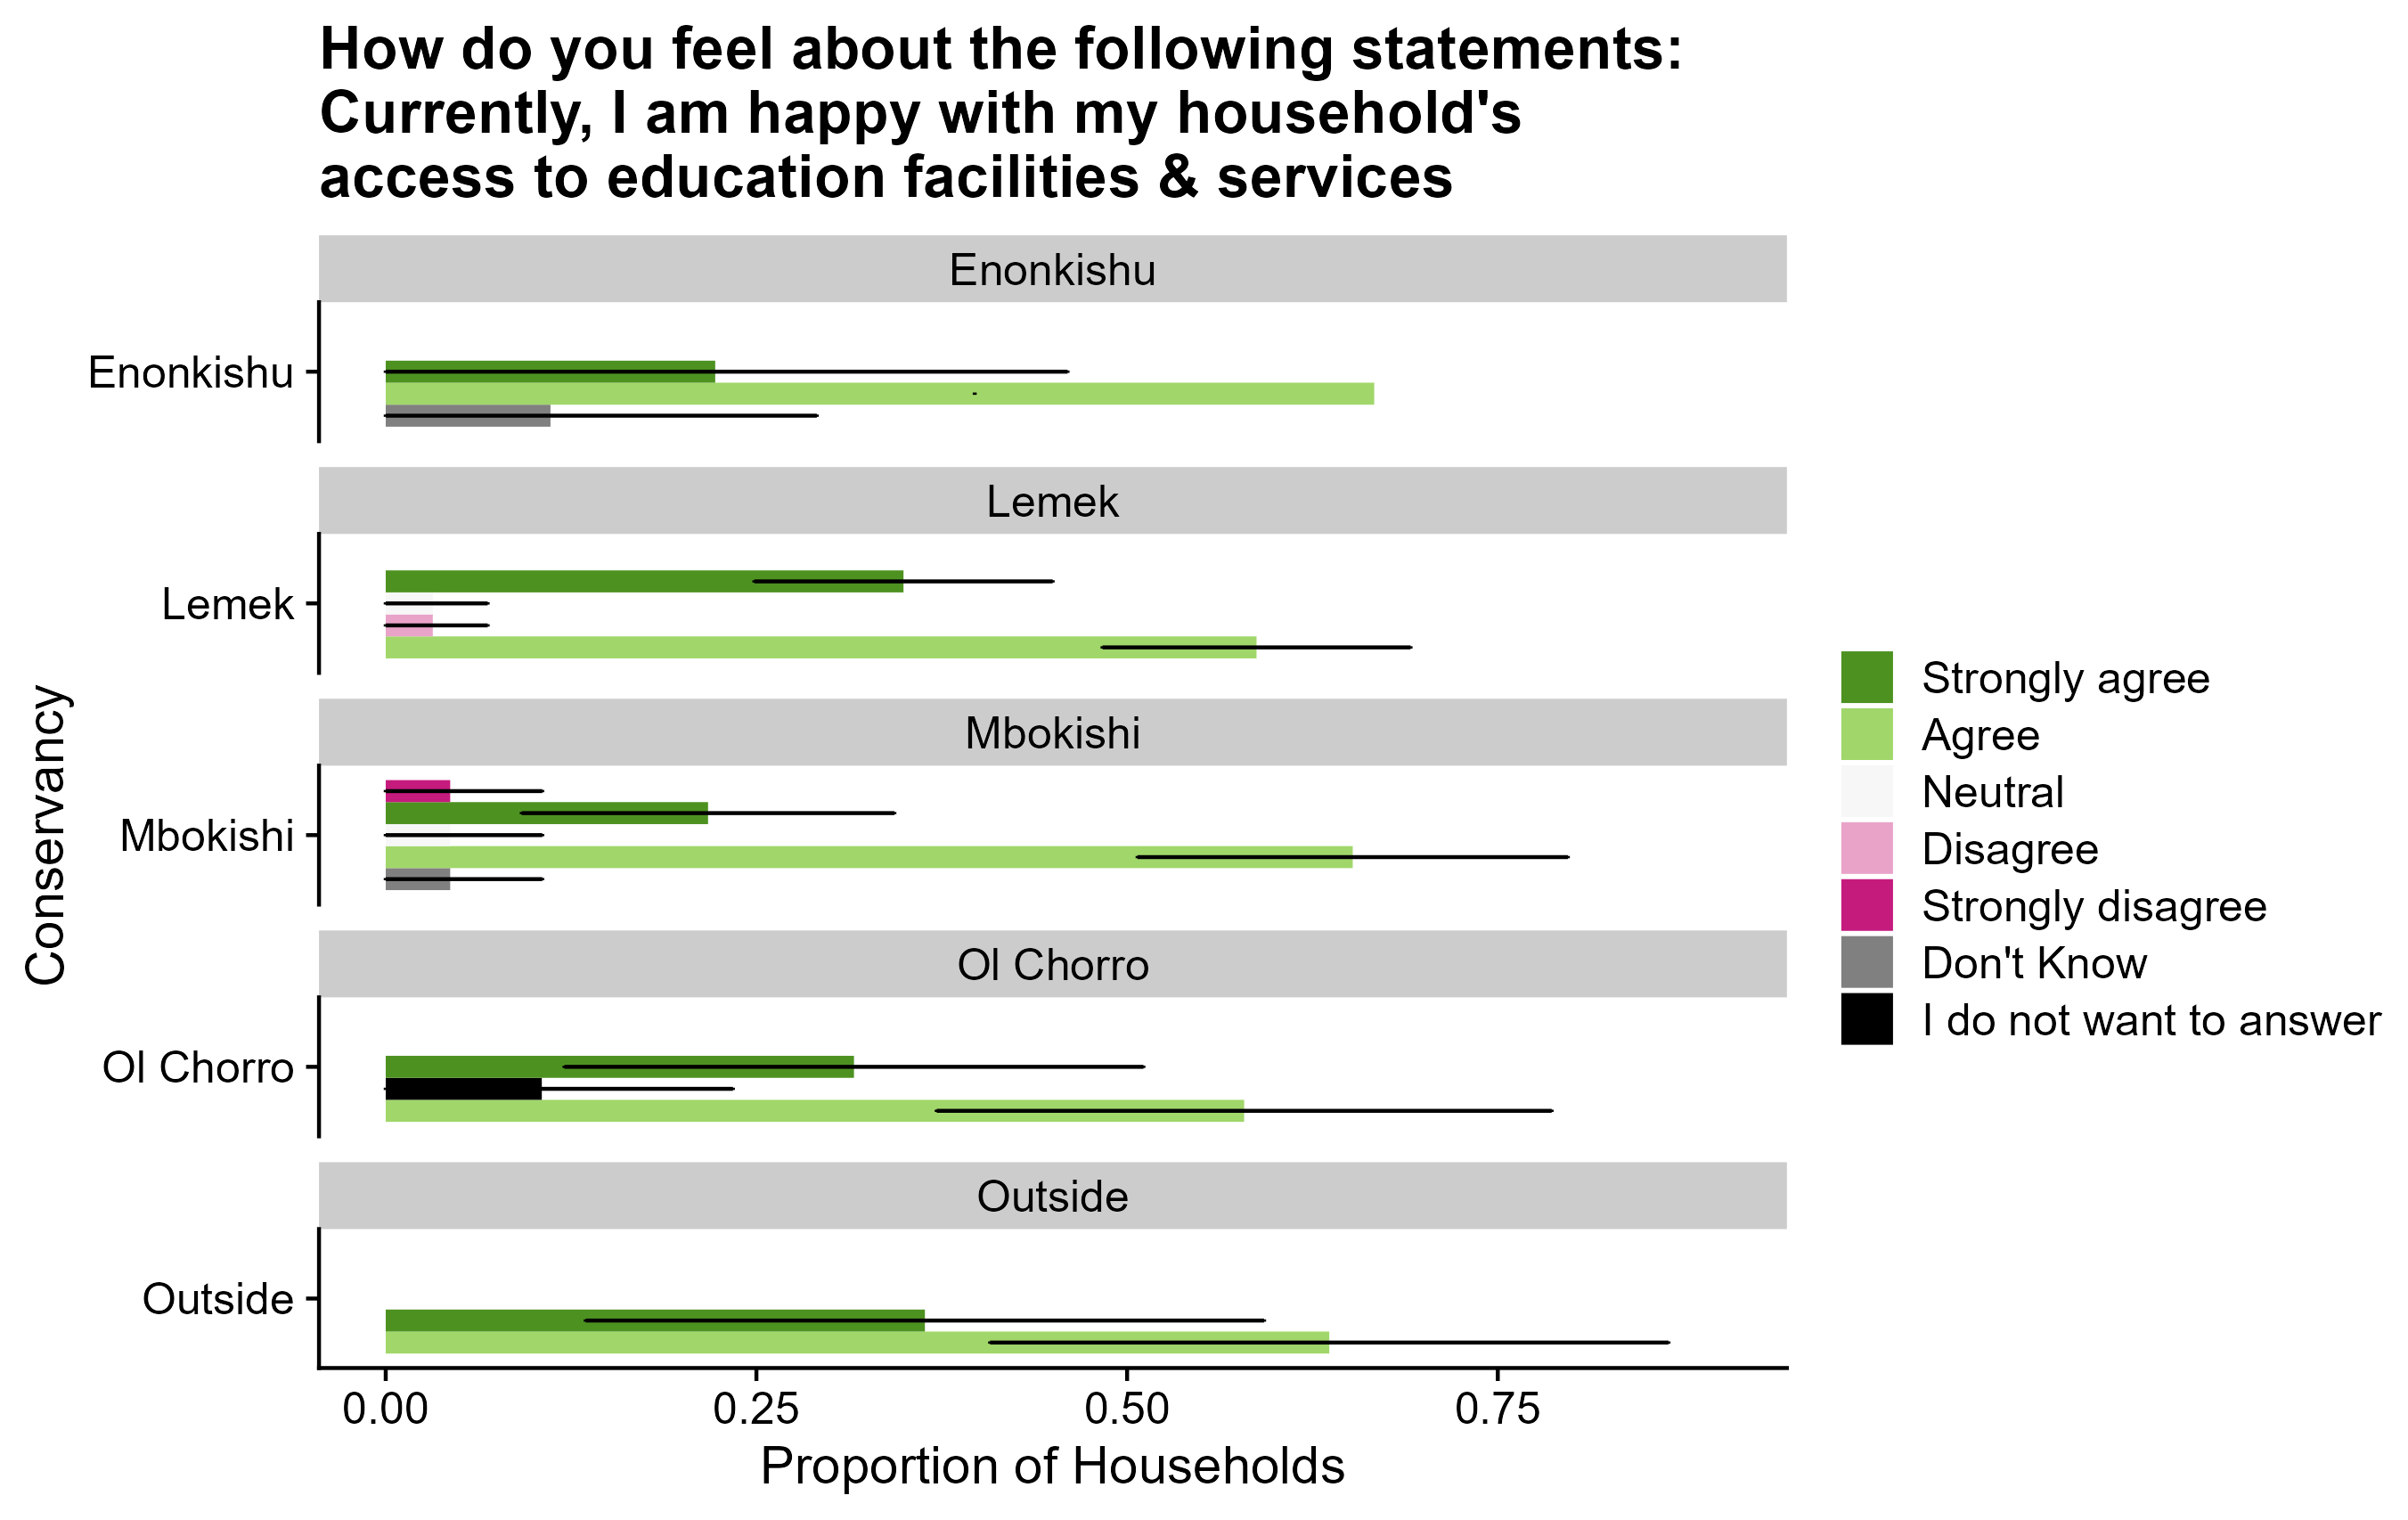 How do you feel about the following statements:
Currently, I am happy with my household's
access to education facilities & services
Enonkishu
Enonkishu
Lemek
Lemek
Mbokishi
Mbokishi
Ol Chorro
Ol Chorro
Outside
Outside
0.00 0.25 0.50 0.75
Proportion of Households
Conservancy
Strongly agree
Agree
Neutral
Disagree
Strongly disagree
Don't Know
I do not want to answer